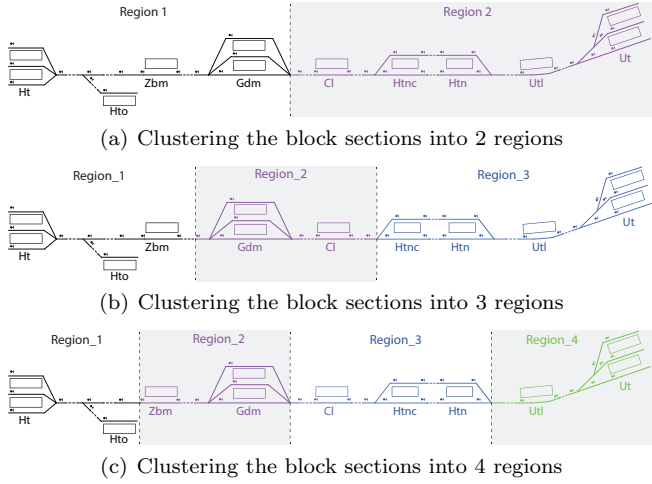 Region 1 Region 2
Ht Hto Zbm Gdm Cl Htnc Htn Utl Ut
(a) Clustering the block sections into 2 regions
Region_1 Region_2 Region_3
Ht Hto Zbm Gdm Cl Htnc Htn Utl Ut
(b) Clustering the block sections into 3 regions
Region_1 Region_2 Region_3 Region_4
Ht Hto Zbm Gdm Cl Htnc Htn Utl Ut
(c) Clustering the block sections into 4 regions